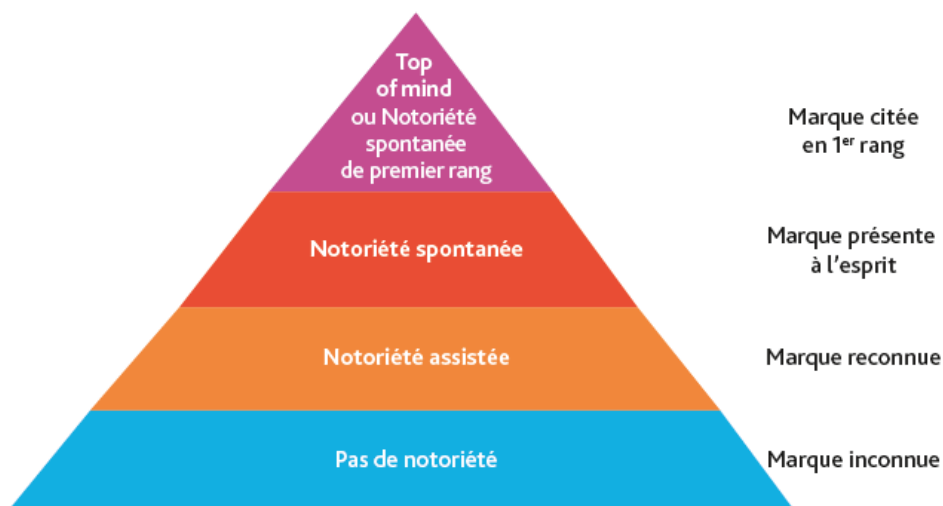 Top
of mind
ou Notoriété
spontanée
de premier rang
Marque citée
en 1er rang
Notoriété spontanée
Marque présente
à l'esprit
Notoriété assistée
Marque reconnue
Pas de notoriété
Marque inconnue